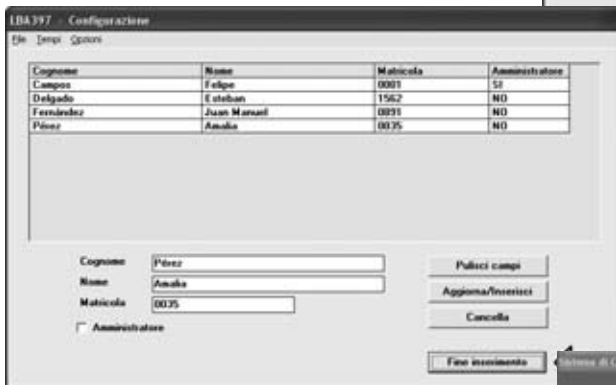 LBA397 - Configurazione
File Tempi Opzioni
Cognome Nome Matricola Amministratore
Campos Felipe 0001 SI
Delgado Esteban 1562 NO
Fernández Juan Manuel 0891 NO
Pérez Amalia 0035 NO
Cognome Pérez
Nome Amalia
Matricola 0035
Amministratore
Pulisci campi
Aggiorna/Inserisci
Cancella
Fine inserimento
Sistema di